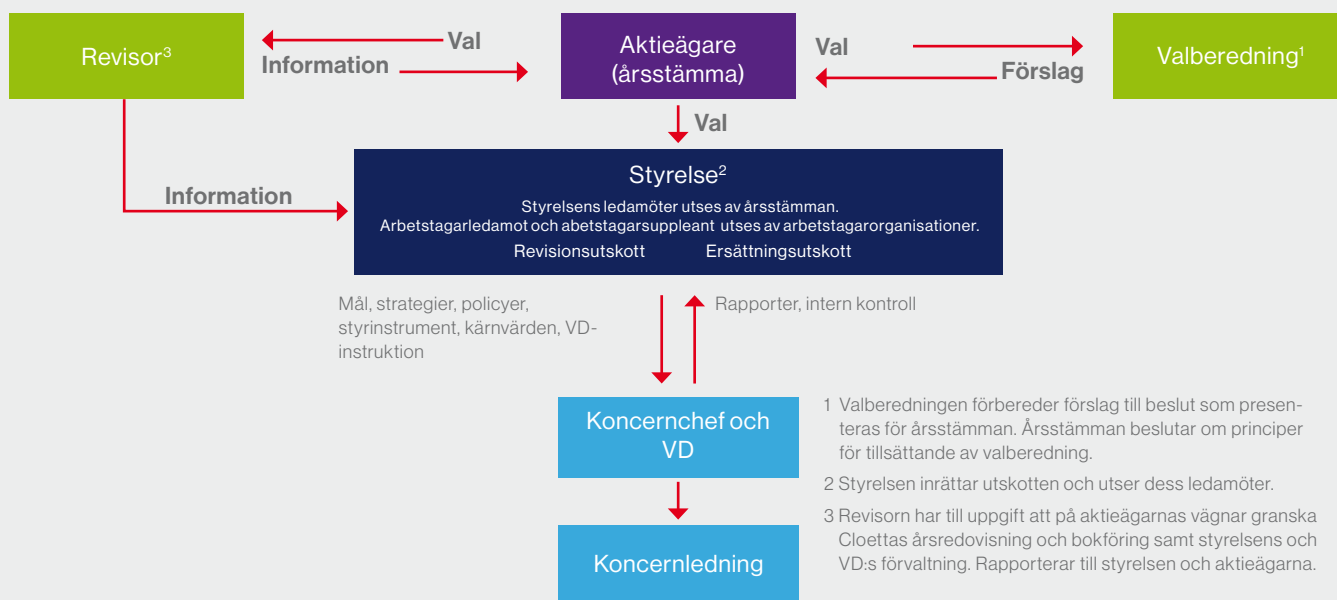 Revisor³
Val
Information
Aktieägare
(årsstämma)
Val
Förslag
Valberedning¹
Val
Information
Styrelse²
Styrelsens ledamöter utses av årsstämman.
Arbetstagarledamot och abetstagarsuppleant utses av arbetstagarorganisationer.
Revisionsutskott Ersättningsutskott
Mål, strategier, policyer,
styrinstrument, kärnvärden, VD-
instruktion
Rapporter, intern kontroll
Koncernchef och
VD
Koncernledning
1 Valberedningen förbereder förslag till beslut som presen-
teras för årsstämman. Årsstämman beslutar om principer
för tillsättande av valberedning.
2 Styrelsen inrättar utskotten och utser dess ledamöter.
3 Revisorn har till uppgift att på aktieägarnas vägnar granska
Cloettas årsredovisning och bokföring samt styrelsens och
VD:s förvaltning. Rapporterar till styrelsen och aktieägarna.